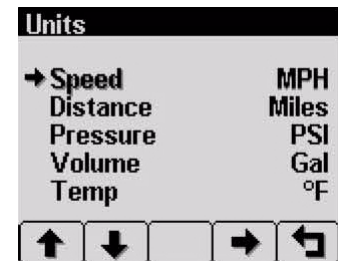 Units
Speed MPH
Distance Miles
Pressure PSI
Volume Gal
Temp °F